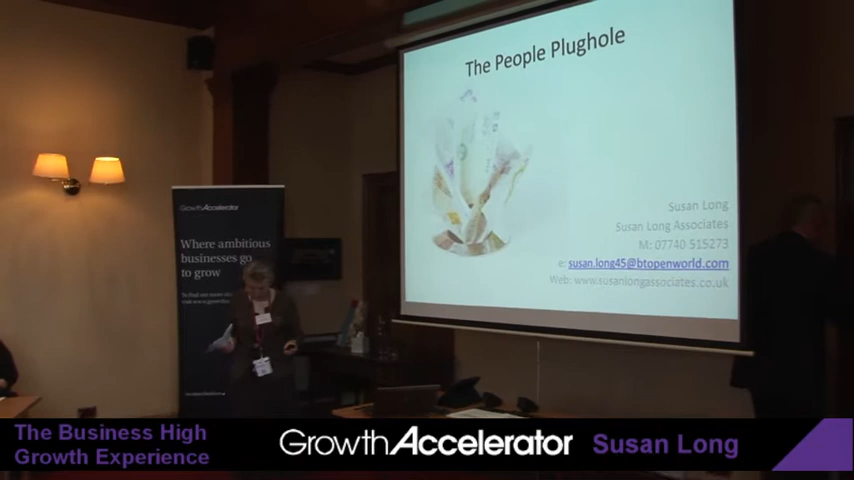 The People Plughole
Susan Long
Susan Long Associates
M: 07740 515273
e: susan.long45@btopenworld.com
Web: www.susanlongassociates.co.uk
GrowthAccelerator
Where ambitious
businesses go
to grow
The Business High
Growth Experience
GrowthAccelerator
Susan Long